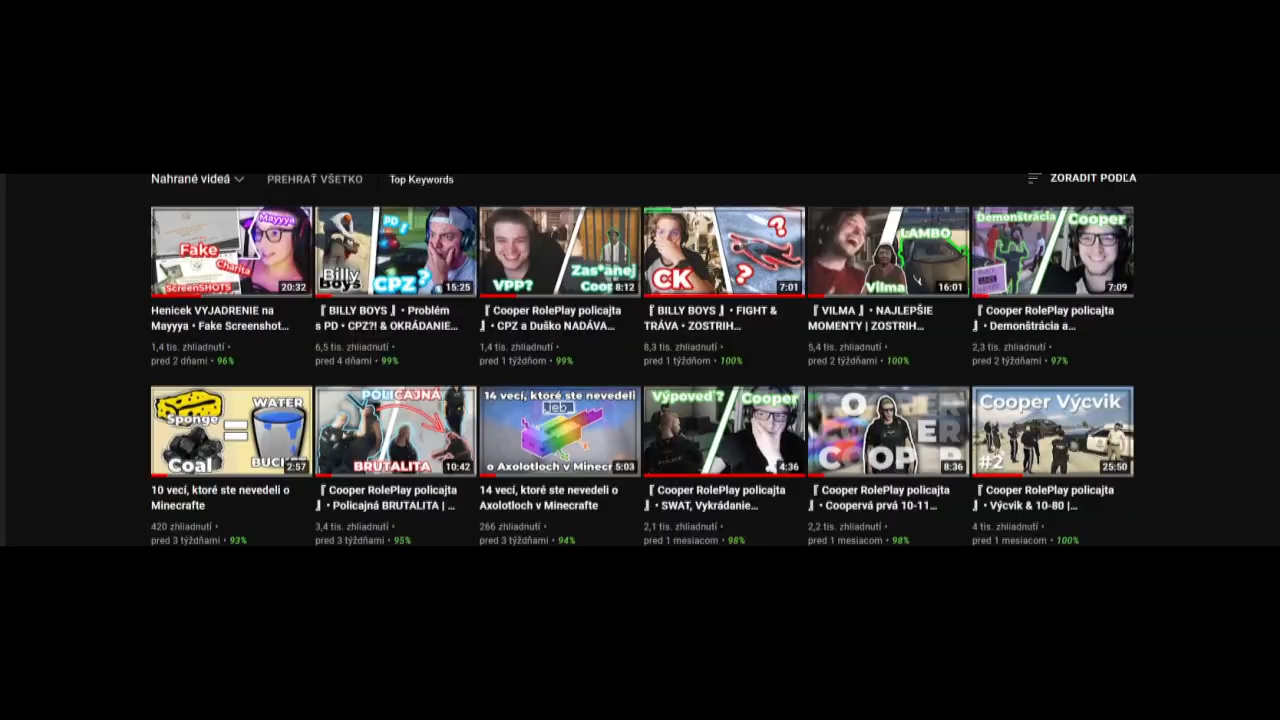 Nahrané videá
PREHRAŤ VŠETKO
Top Keywords
ZORADIŤ PODĽA
Mayyya
Fake
Charita
ScreenSHOTS
20:32
PD
Billy
Boys
CPZ?
15:25
VPP?
Zas*anej
Coop
8:12
?
CK
?
7:01
LAMBO
Vilma
16:01
Demonštrácia
Cooper
7:09
Henicek VYJADRENIE na
Mayyya • Fake Screenshot...
1,4 tis. zhliadnutí •
pred 2 dňami • 96%
『 BILLY BOYS 』 • Problém
s PD • CPZ?! & OKRÁDANIE...
6,5 tis. zhliadnutí •
pred 4 dňami • 99%
『 Cooper RolePlay policajta
』 • CPZ a Duško NADÁVA...
1,4 tis. zhliadnutí •
pred 1 týždňom • 99%
『 BILLY BOYS 』 • FIGHT &
TRÁVA • ZOSTRIH...
8,3 tis. zhliadnutí •
pred 1 týždňom • 100%
『 VILMA 』 • NAJLEPŠIE
MOMENTY | ZOSTRIH...
5,4 tis. zhliadnutí •
pred 2 týždňami • 100%
『 Cooper RolePlay policajta
』 • Demonštrácia a...
2,3 tis. zhliadnutí •
pred 2 týždňami • 97%
Sponge
Coal
WATER
BUCK
2:57
POLICAJNÁ
BRUTALITA
10:42
14 vecí, ktoré ste nevedeli
o Axolotloch v Minecr
5:03
Výpoveď?
Cooper
4:36
COOPER
8:36
Cooper Výcvik
#2
25:50
10 vecí, ktoré ste nevedeli o
Minecrafte
420 zhliadnutí •
pred 3 týždňami • 93%
『 Cooper RolePlay policajta
』 • Policajná BRUTALITA | ...
3,4 tis. zhliadnutí •
pred 3 týždňami • 95%
14 vecí, ktoré ste nevedeli o
Axolotloch v Minecrafte
266 zhliadnutí •
pred 3 týždňami • 94%
『 Cooper RolePlay policajta
』 • SWAT, Vykrádanie...
2,1 tis. zhliadnutí •
pred 1 mesiacom • 98%
『 Cooper RolePlay policajta
』 • Cooperová prvá 10-11...
2,2 tis. zhliadnutí •
pred 1 mesiacom • 98%
『 Cooper RolePlay policajta
』 • Výcvik & 10-80 |...
4 tis. zhliadnutí •
pred 1 mesiacom • 100%